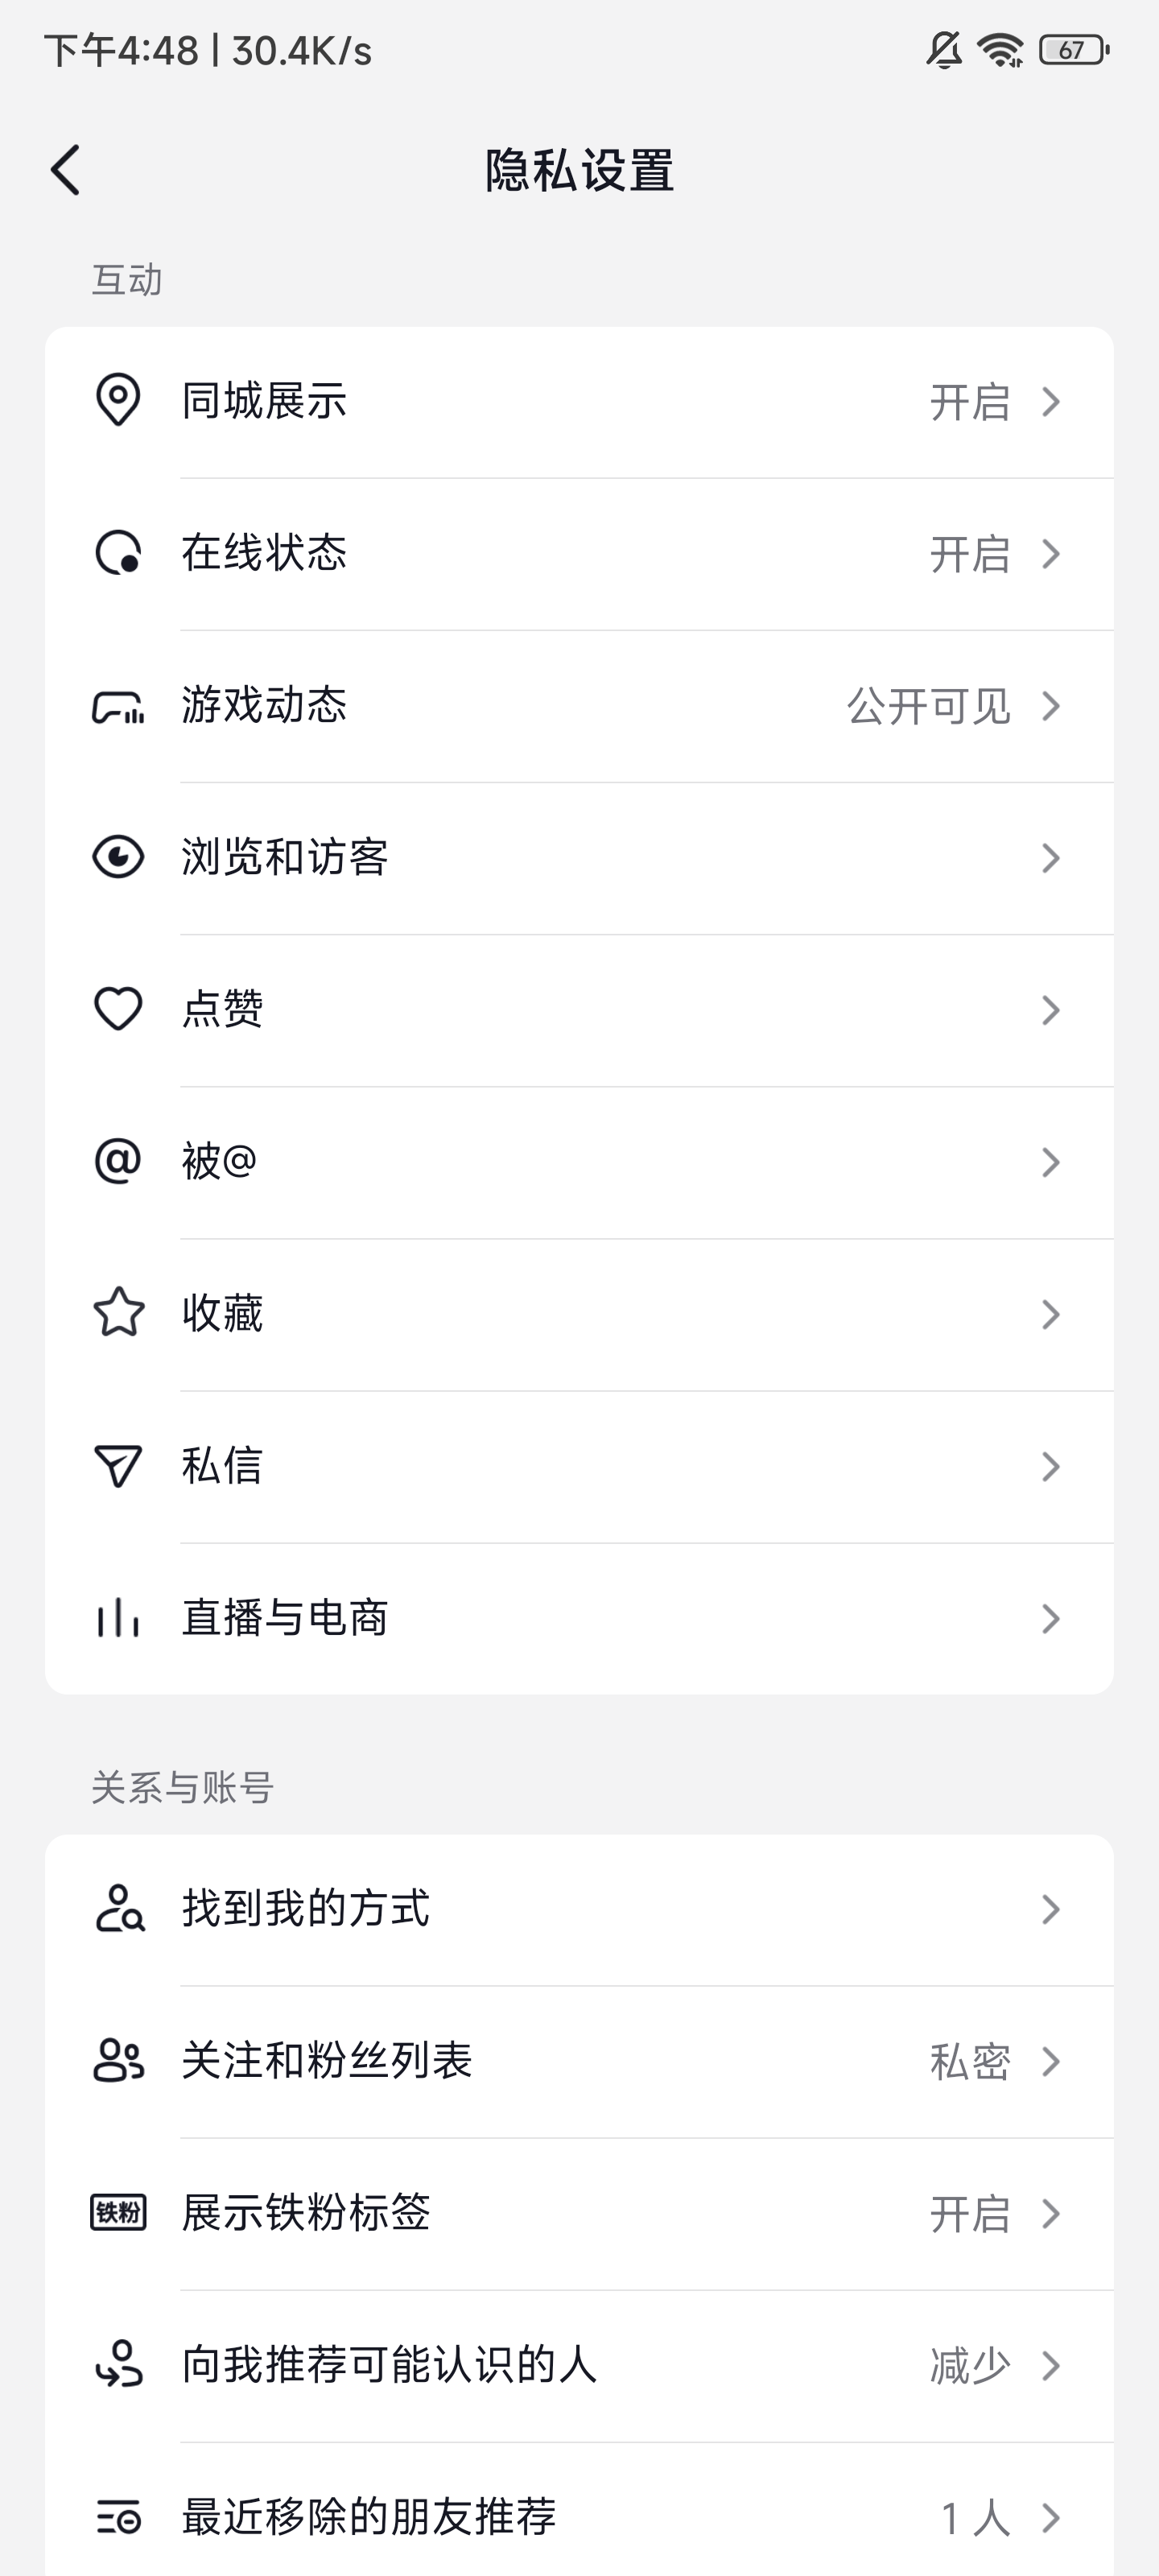 下午4:48 | 30.4K/s
67
隐私设置
互动
同城展示 开启
在线状态 开启
游戏动态 公开可见
浏览和访客
点赞
@ 被@
收藏
私信
直播与电商
关系与账号
找到我的方式
关注和粉丝列表 私密
铁粉 展示铁粉标签 开启
向我推荐可能认识的人 减少
最近移除的朋友推荐 1 人